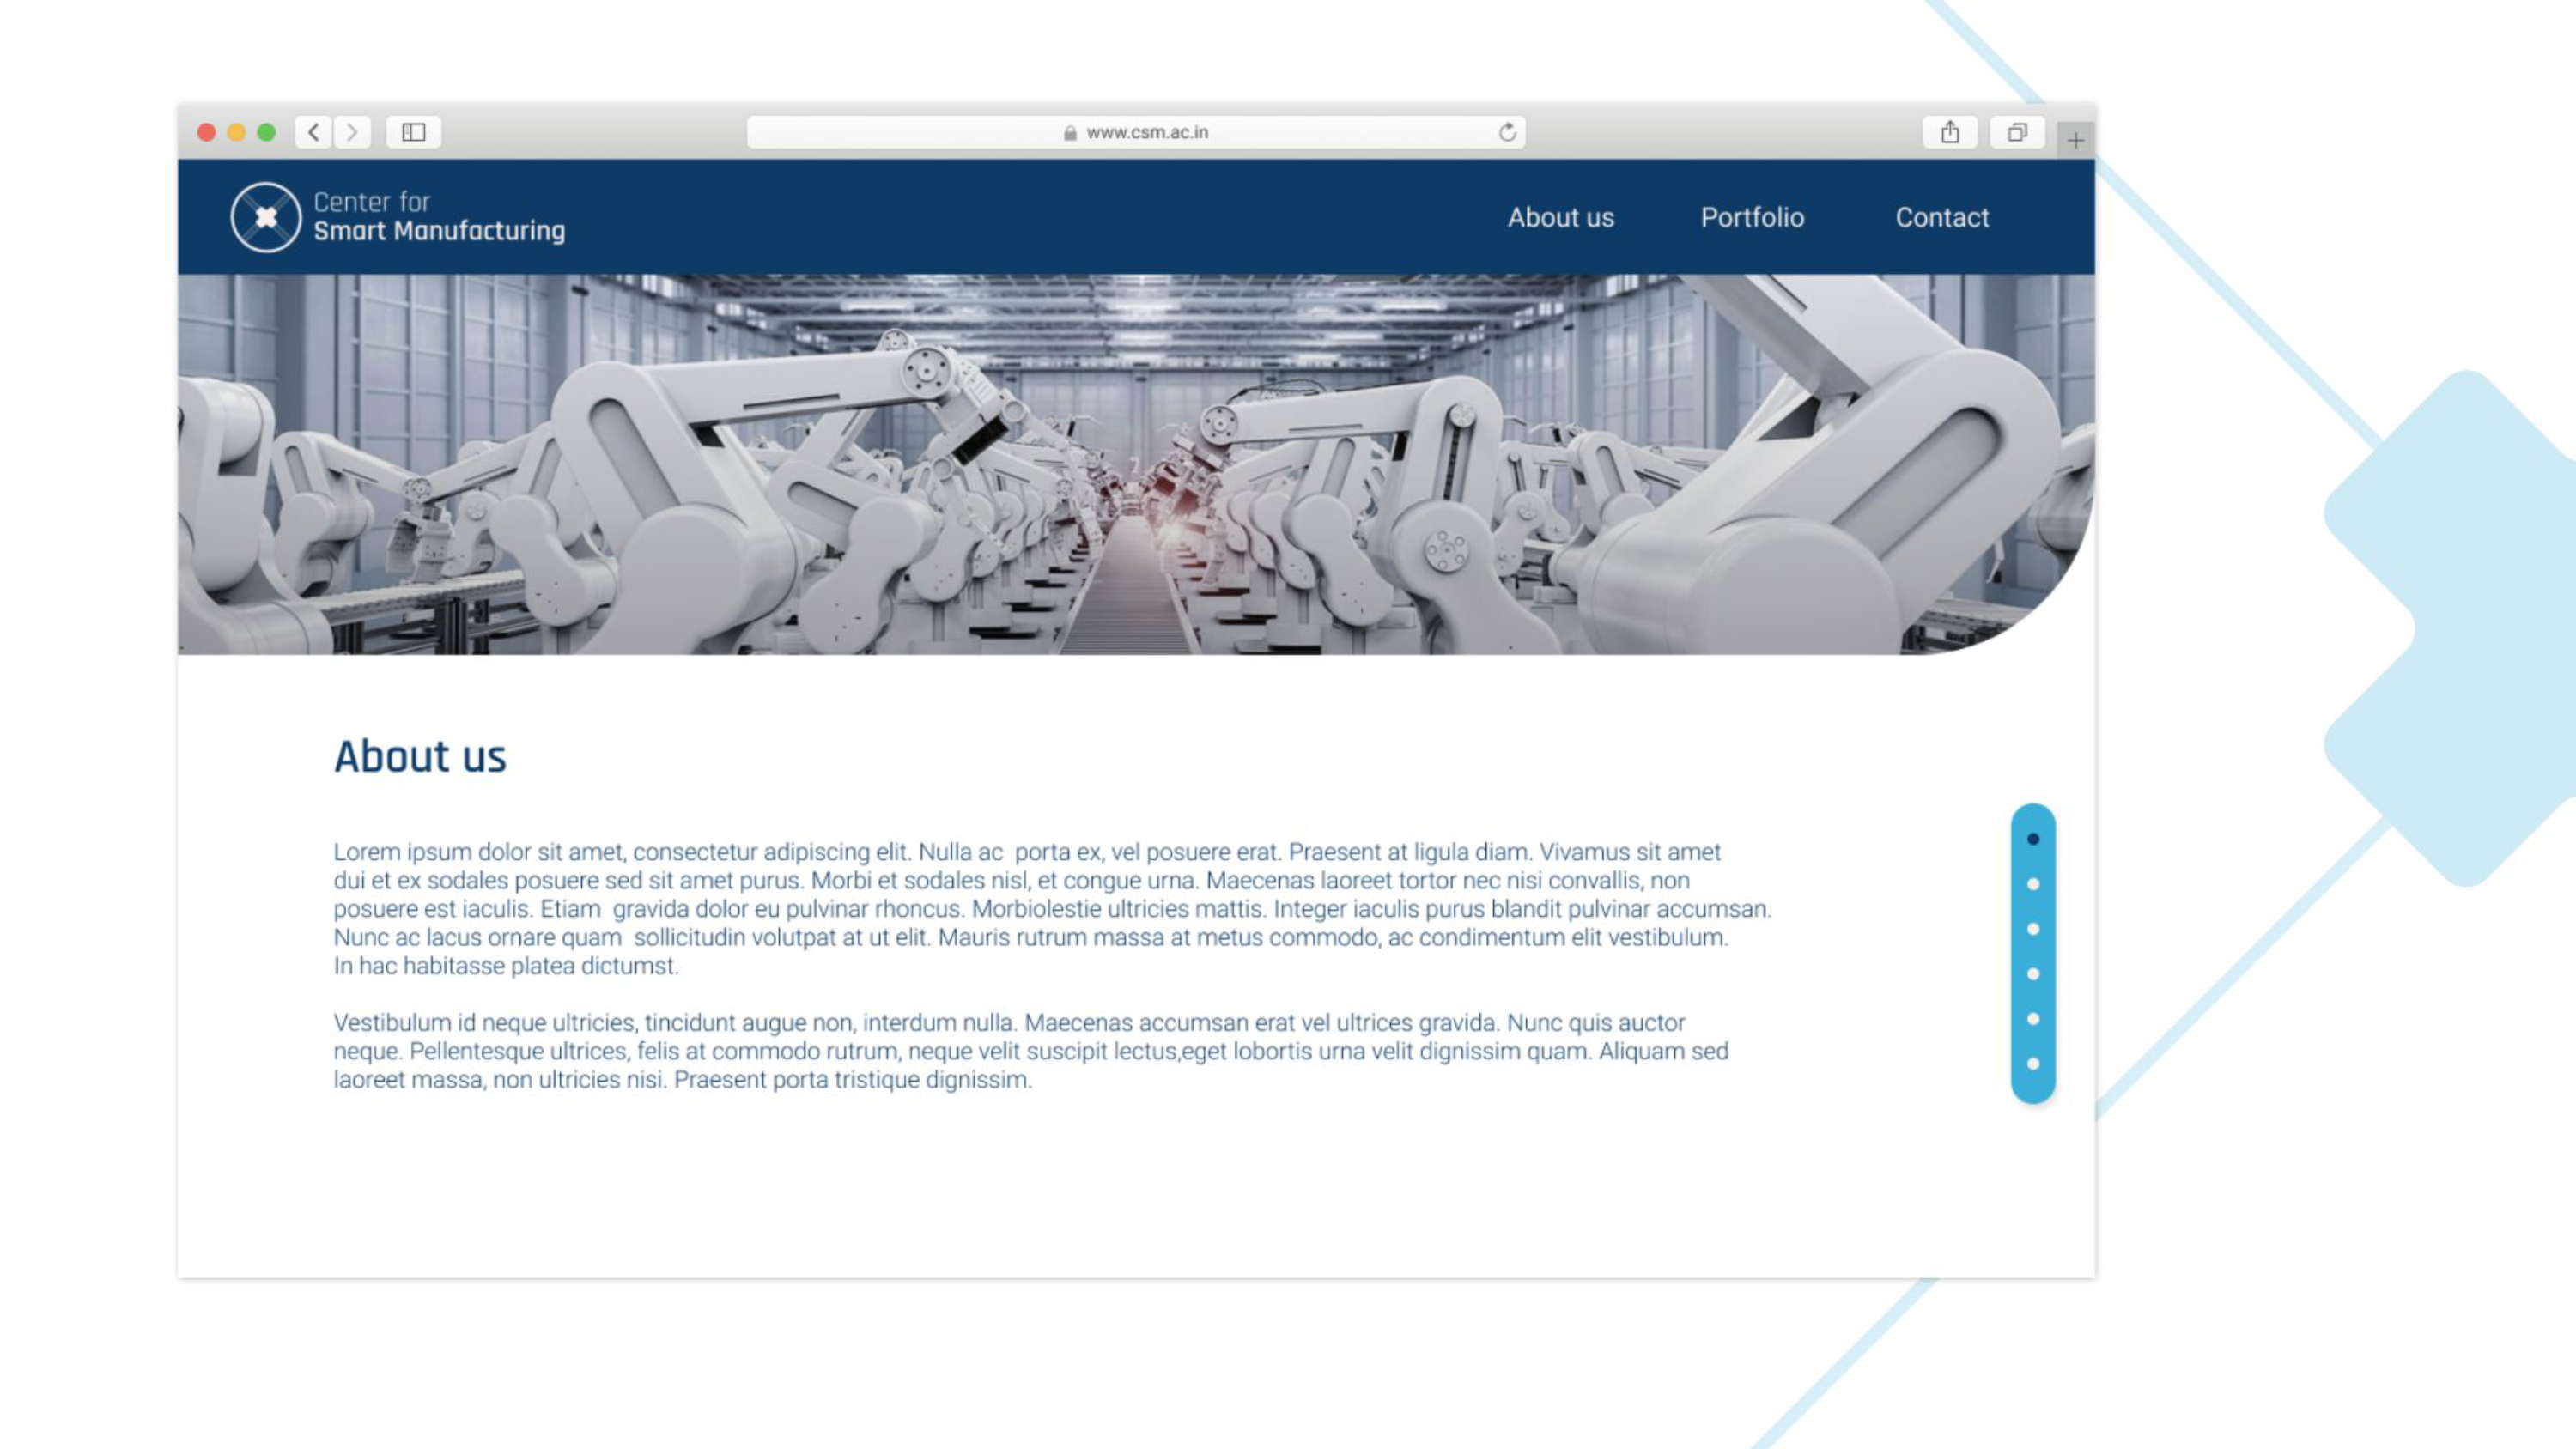 www.csm.ac.in
Center for
Smart Manufacturing
About us
Portfolio
Contact
About us
Lorem ipsum dolor sit amet, consectetur adipiscing elit. Nulla ac  porta ex, vel posuere erat. Praesent at ligula diam. Vivamus sit amet
dui et ex sodales posuere sed sit amet purus. Morbi et sodales nisl, et congue urna. Maecenas laoreet tortor nec nisi convallis, non
posuere est iaculis. Etiam  gravida dolor eu pulvinar rhoncus. Morbiolestie ultricies mattis. Integer iaculis purus blandit pulvinar accumsan.
Nunc ac lacus ornare quam  sollicitudin volutpat at ut elit. Mauris rutrum massa at metus commodo, ac condimentum elit vestibulum.
In hac habitasse platea dictumst.
Vestibulum id neque ultricies, tincidunt augue non, interdum nulla. Maecenas accumsan erat vel ultrices gravida. Nunc quis auctor
neque. Pellentesque ultrices, felis at commodo rutrum, neque velit suscipit lectus,eget lobortis urna velit dignissim quam. Aliquam sed
laoreet massa, non ultricies nisi. Praesent porta tristique dignissim.